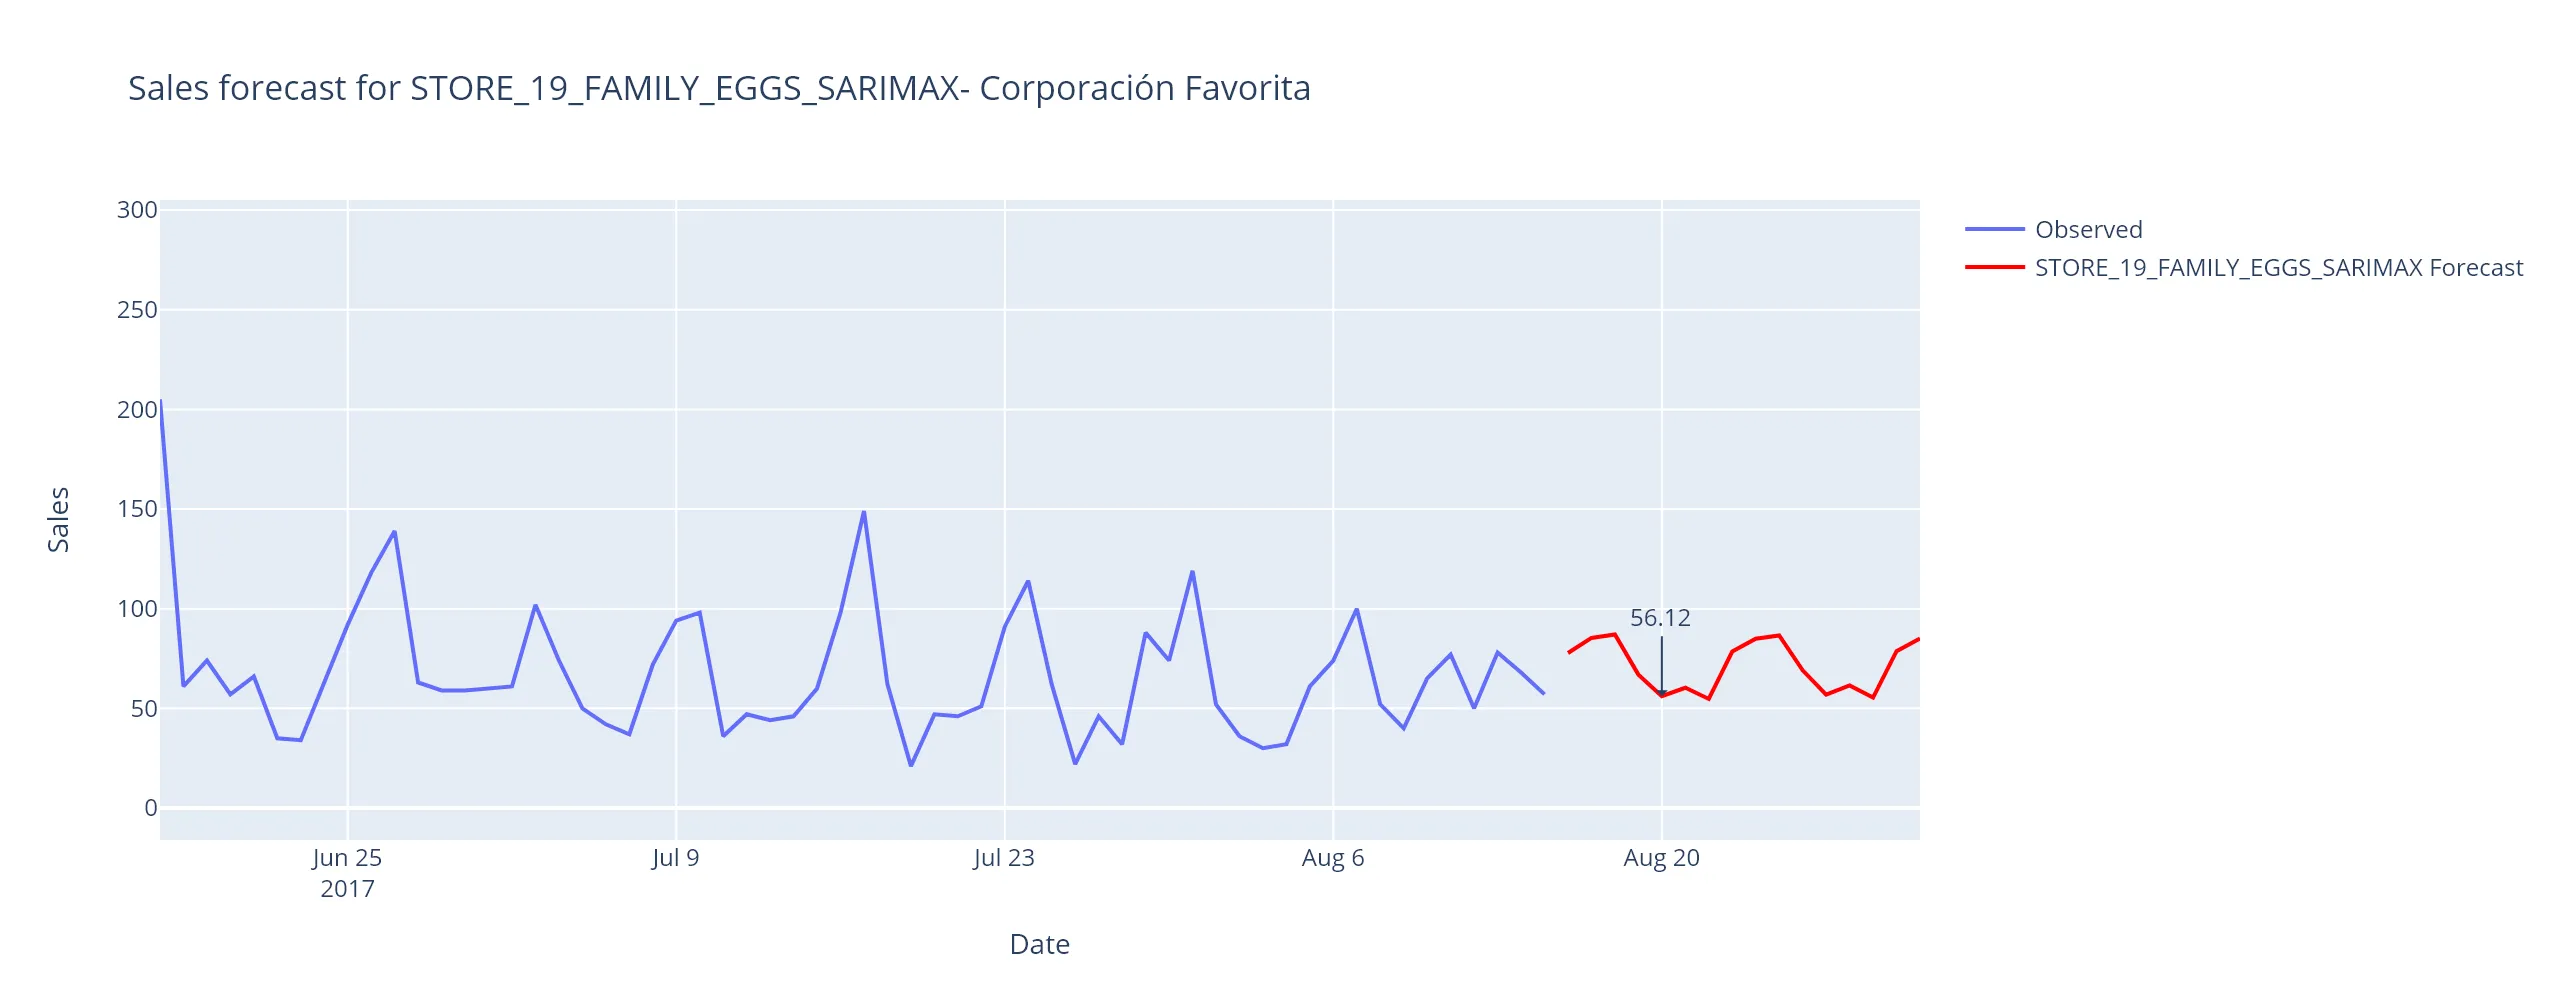 Sales forecast for STORE_19_FAMILY_EGGS_SARIMAX- Corporación Favorita
Observed
STORE_19_FAMILY_EGGS_SARIMAX Forecast
300
250
200
150
100
50
0
Sales
56.12
Jun 25
2017
Jul 9
Jul 23
Aug 6
Aug 20
Date